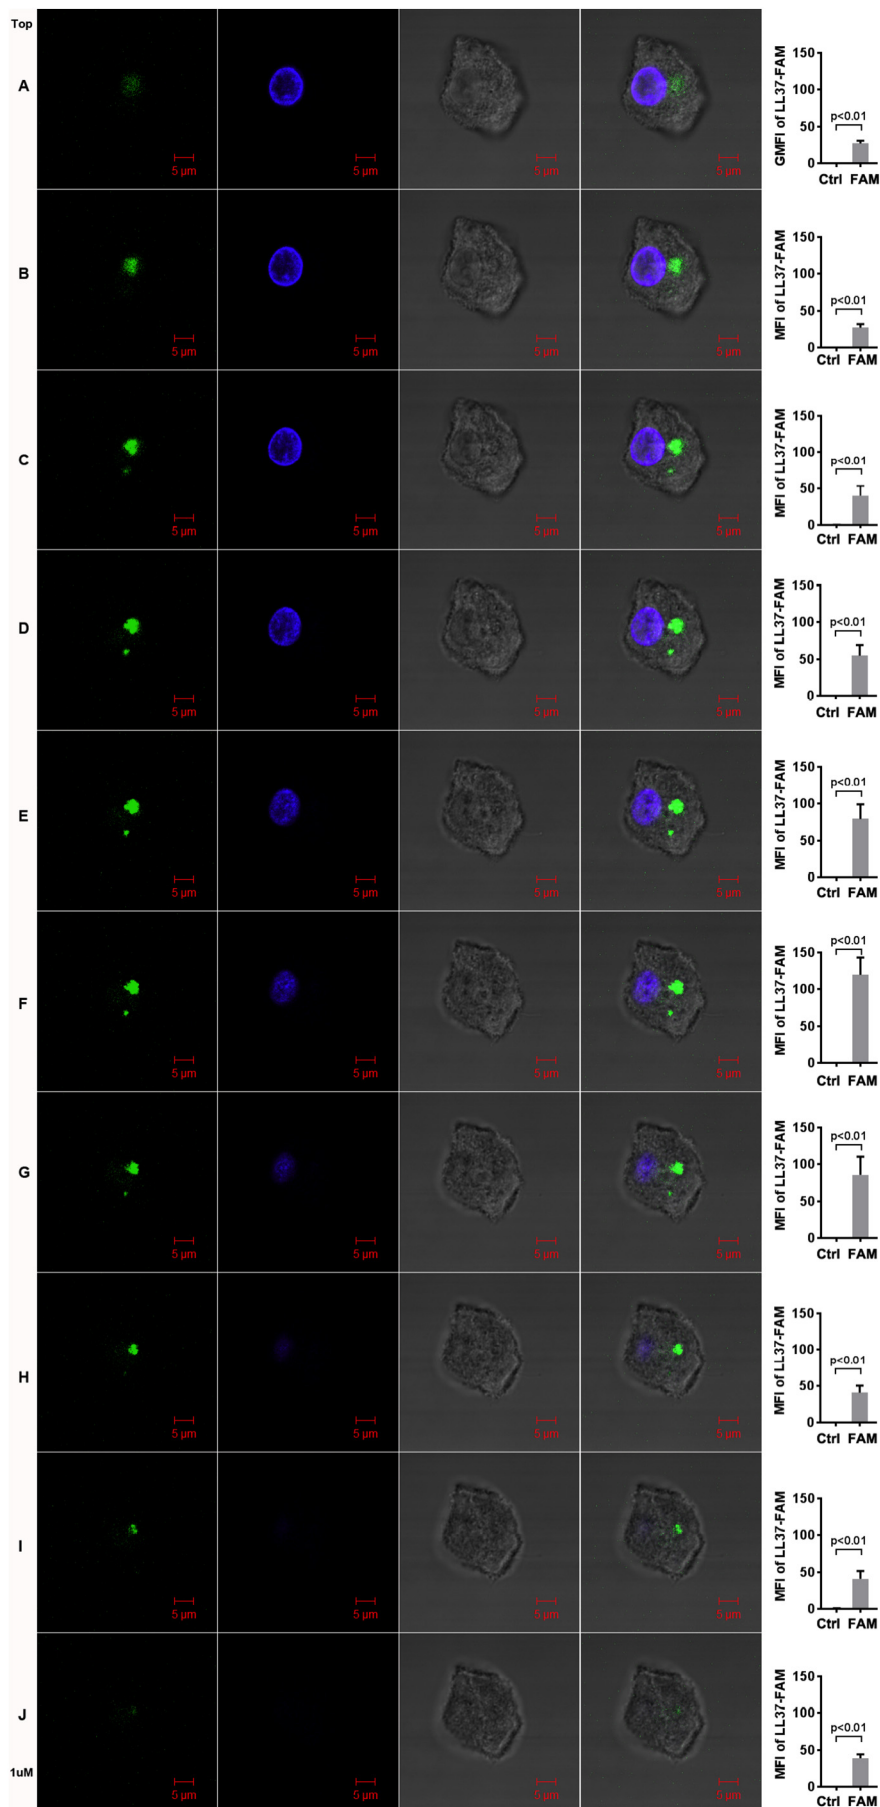 Top
A
5 μm 5 μm 5 μm 5 μm
GMFI of LL37-FAM
150
100
50
0
p<0.01
Ctrl FAM
B
5 μm 5 μm 5 μm 5 μm
MFI of LL37-FAM
150
100
50
0
p<0.01
Ctrl FAM
C
5 μm 5 μm 5 μm 5 μm
MFI of LL37-FAM
150
100
50
0
p<0.01
Ctrl FAM
D
5 μm 5 μm 5 μm 5 μm
MFI of LL37-FAM
150
100
50
0
p<0.01
Ctrl FAM
E
5 μm 5 μm 5 μm 5 μm
MFI of LL37-FAM
150
100
50
0
p<0.01
Ctrl FAM
F
5 μm 5 μm 5 μm 5 μm
MFI of LL37-FAM
150
100
50
0
p<0.01
Ctrl FAM
G
5 μm 5 μm 5 μm 5 μm
MFI of LL37-FAM
150
100
50
0
p<0.01
Ctrl FAM
H
5 μm 5 μm 5 μm 5 μm
MFI of LL37-FAM
150
100
50
0
p<0.01
Ctrl FAM
I
5 μm 5 μm 5 μm 5 μm
MFI of LL37-FAM
150
100
50
0
p<0.01
Ctrl FAM
J
1uM
5 μm 5 μm 5 μm 5 μm
MFI of LL37-FAM
150
100
50
0
p<0.01
Ctrl FAM